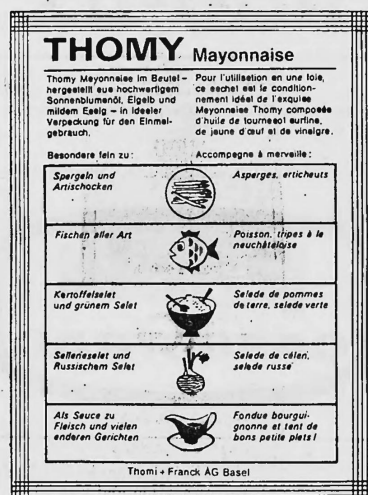 THOMY Mayonnaise
Thomy Mayonnaise im Beutel –
hergestellt aus hochwertigem
Sonnenblumenöl, Eigelb und
mildem Essig – in idealer
Verpackung für den Einmal-
gebrauch.
Pour l'utilisation en une fois,
ce sachet est le condition-
nement idéal de l'exquise
Mayonnaise Thomy composée
d'huile de tournesol surfine,
de jaune d'œuf et de vinaigre.
Besondere fein zu:
Accompagne à merveille:
Spargeln und
Artischocken
Asperges, artichauts
Fischen aller Art
Poisson, tripes à la
neuchâteloise
Kartoffelsalat
und grünem Salat
Salade de pommes
de terre, salade verte
Selleriesalat und
Russischem Salat
Salade de céleri,
salade russe
Als Sauce zu
Fleisch und vielen
anderen Gerichten
Fondue bourgui-
gnonne et tant de
bons petits plats!
Thomi + Franck AG Basel